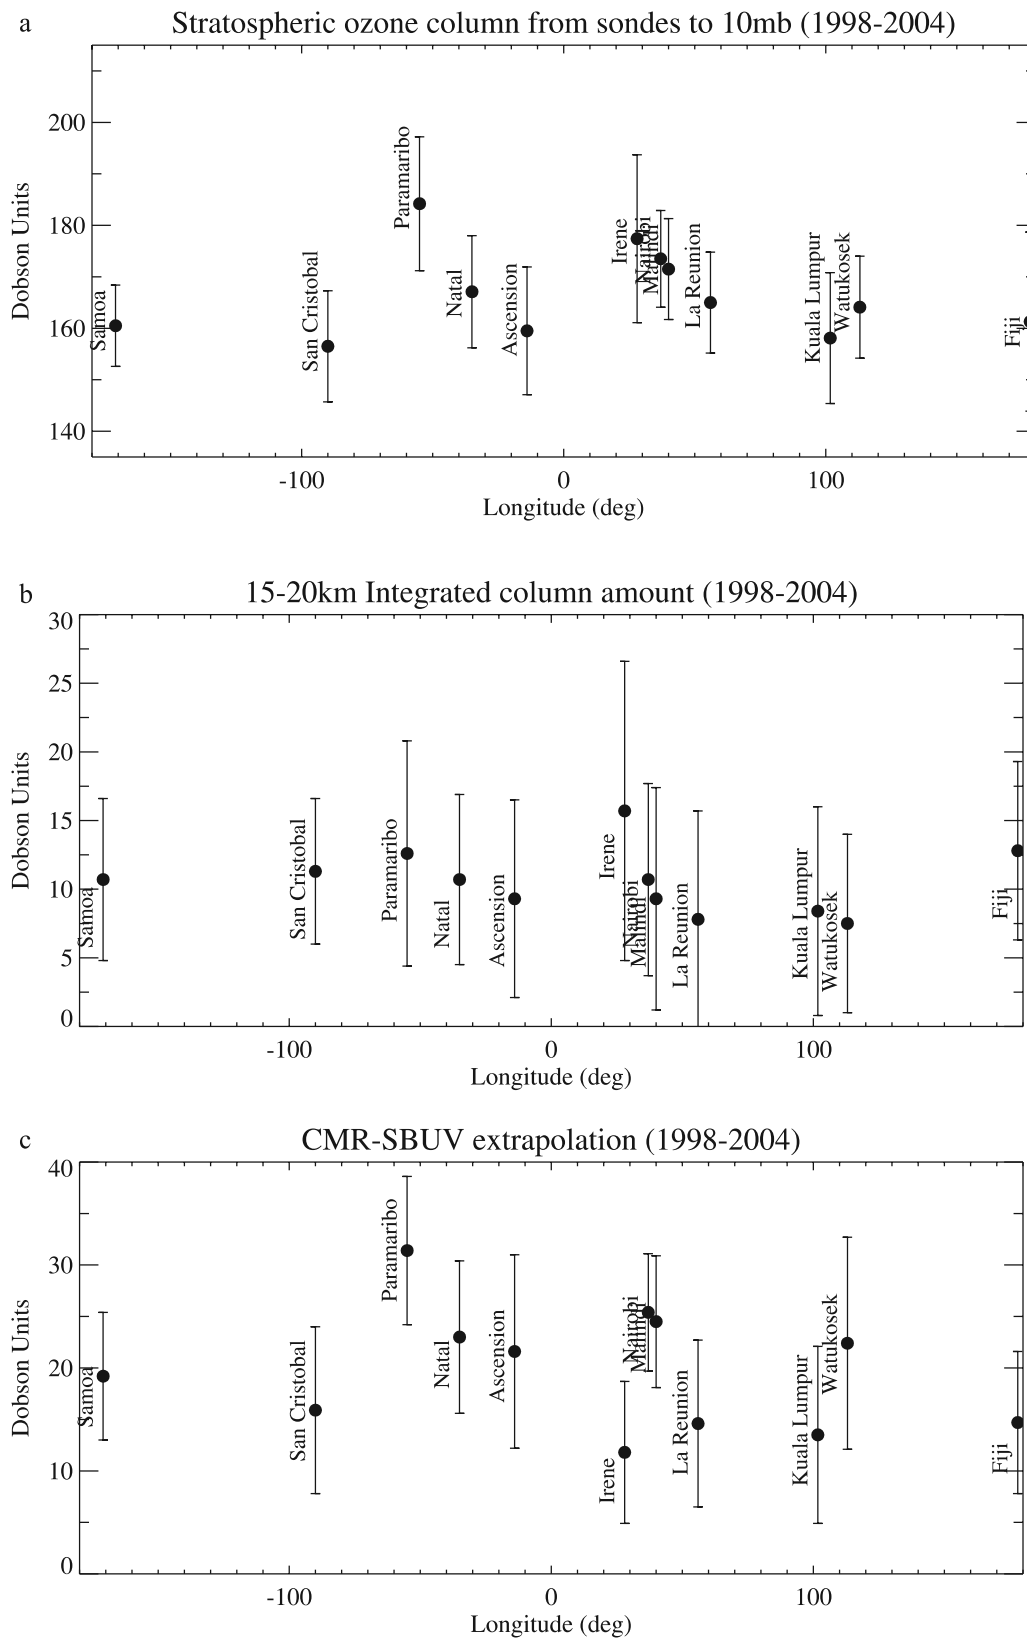 a
Stratospheric ozone column from sondes to 10mb (1998-2004)
Dobson Units
200
180
160
140
Samoa
San Cristobal
Paramaribo
Natal
Ascension
Irene
Nairobi
Malindi
La Reunion
Kuala Lumpur
Watukosek
Fiji
-100 0 100
Longitude (deg)
b
15-20km Integrated column amount (1998-2004)
Dobson Units
30
25
20
15
10
5
0
Samoa
San Cristobal
Paramaribo
Natal
Ascension
Irene
Nairobi
Malindi
La Reunion
Kuala Lumpur
Watukosek
Fiji
-100 0 100
Longitude (deg)
c
CMR-SBUV extrapolation (1998-2004)
Dobson Units
40
30
20
10
0
Samoa
San Cristobal
Paramaribo
Natal
Ascension
Irene
Nairobi
Malindi
La Reunion
Kuala Lumpur
Watukosek
Fiji
-100 0 100
Longitude (deg)